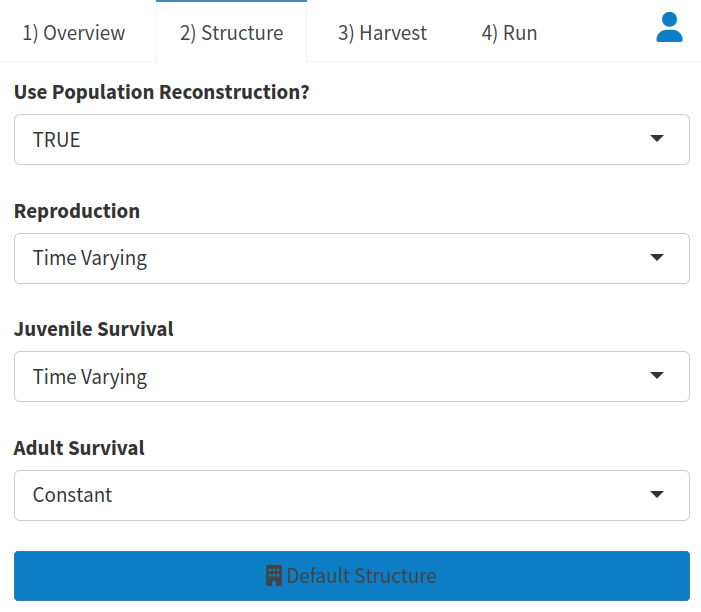 1) Overview 2) Structure 3) Harvest 4) Run
Use Population Reconstruction?
TRUE
Reproduction
Time Varying
Juvenile Survival
Time Varying
Adult Survival
Constant
Default Structure